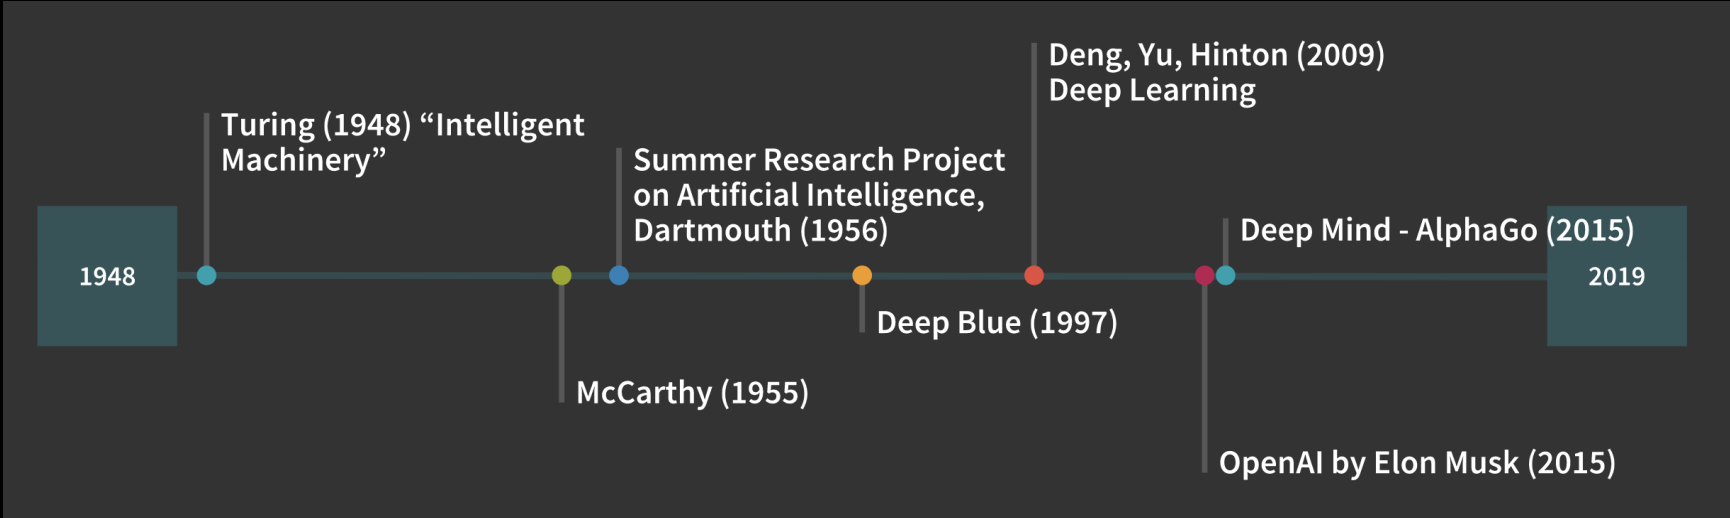 Deng, Yu, Hinton (2009)
Deep Learning
Turing (1948) “Intelligent
Machinery”
Summer Research Project
on Artificial Intelligence,
Dartmouth (1956)
Deep Mind - AlphaGo (2015)
1948
2019
Deep Blue (1997)
McCarthy (1955)
OpenAI by Elon Musk (2015)